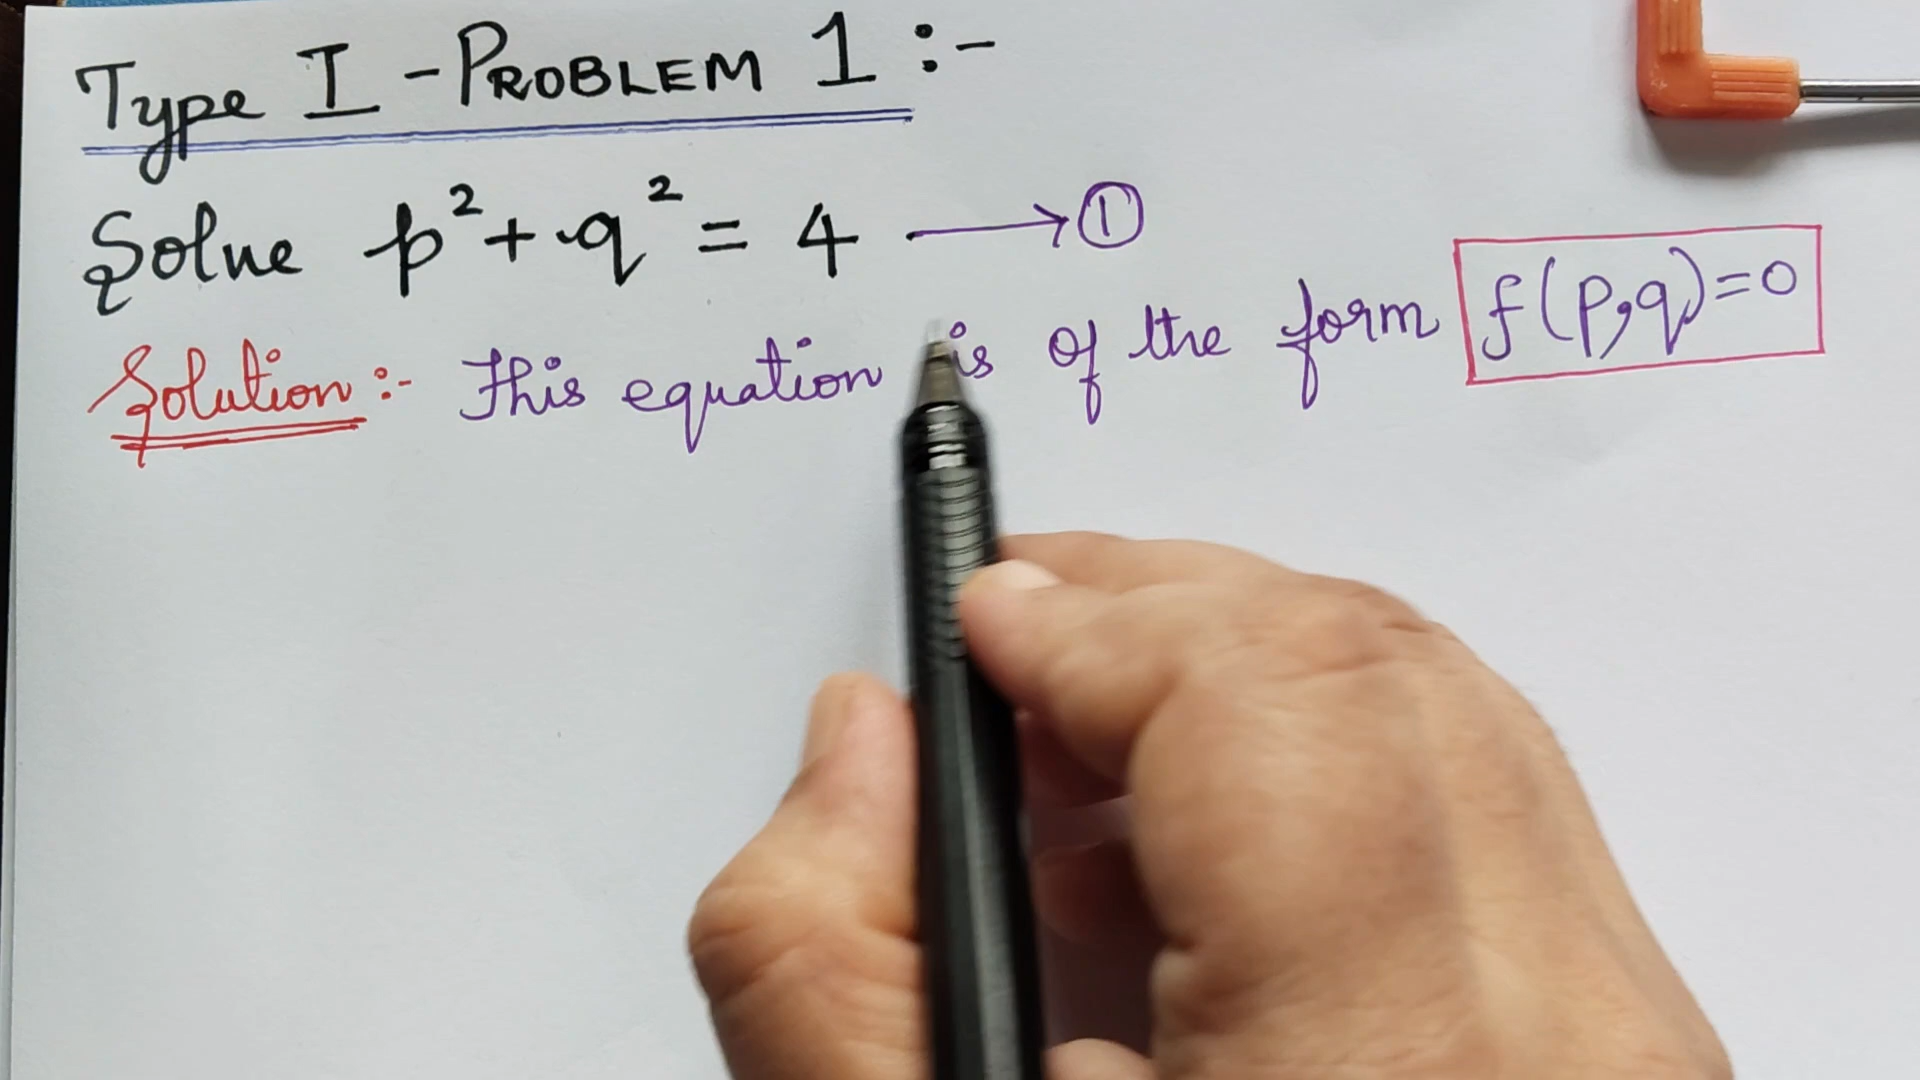 Type I - PROBLEM 1 :-
Solve p² + q² = 4 → ①
Solution :- This equation is of the form f(p,q)=0